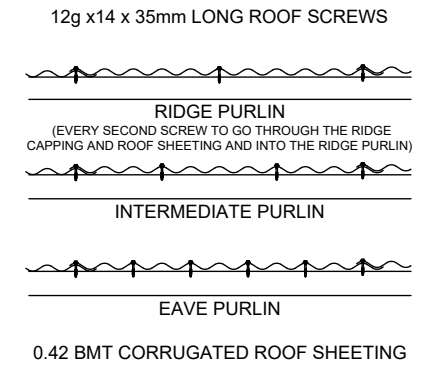 12g x14 x 35mm LONG ROOF SCREWS
RIDGE PURLIN
(EVERY SECOND SCREW TO GO THROUGH THE RIDGE
CAPPING AND ROOF SHEETING AND INTO THE RIDGE PURLIN)
INTERMEDIATE PURLIN
EAVE PURLIN
0.42 BMT CORRUGATED ROOF SHEETING